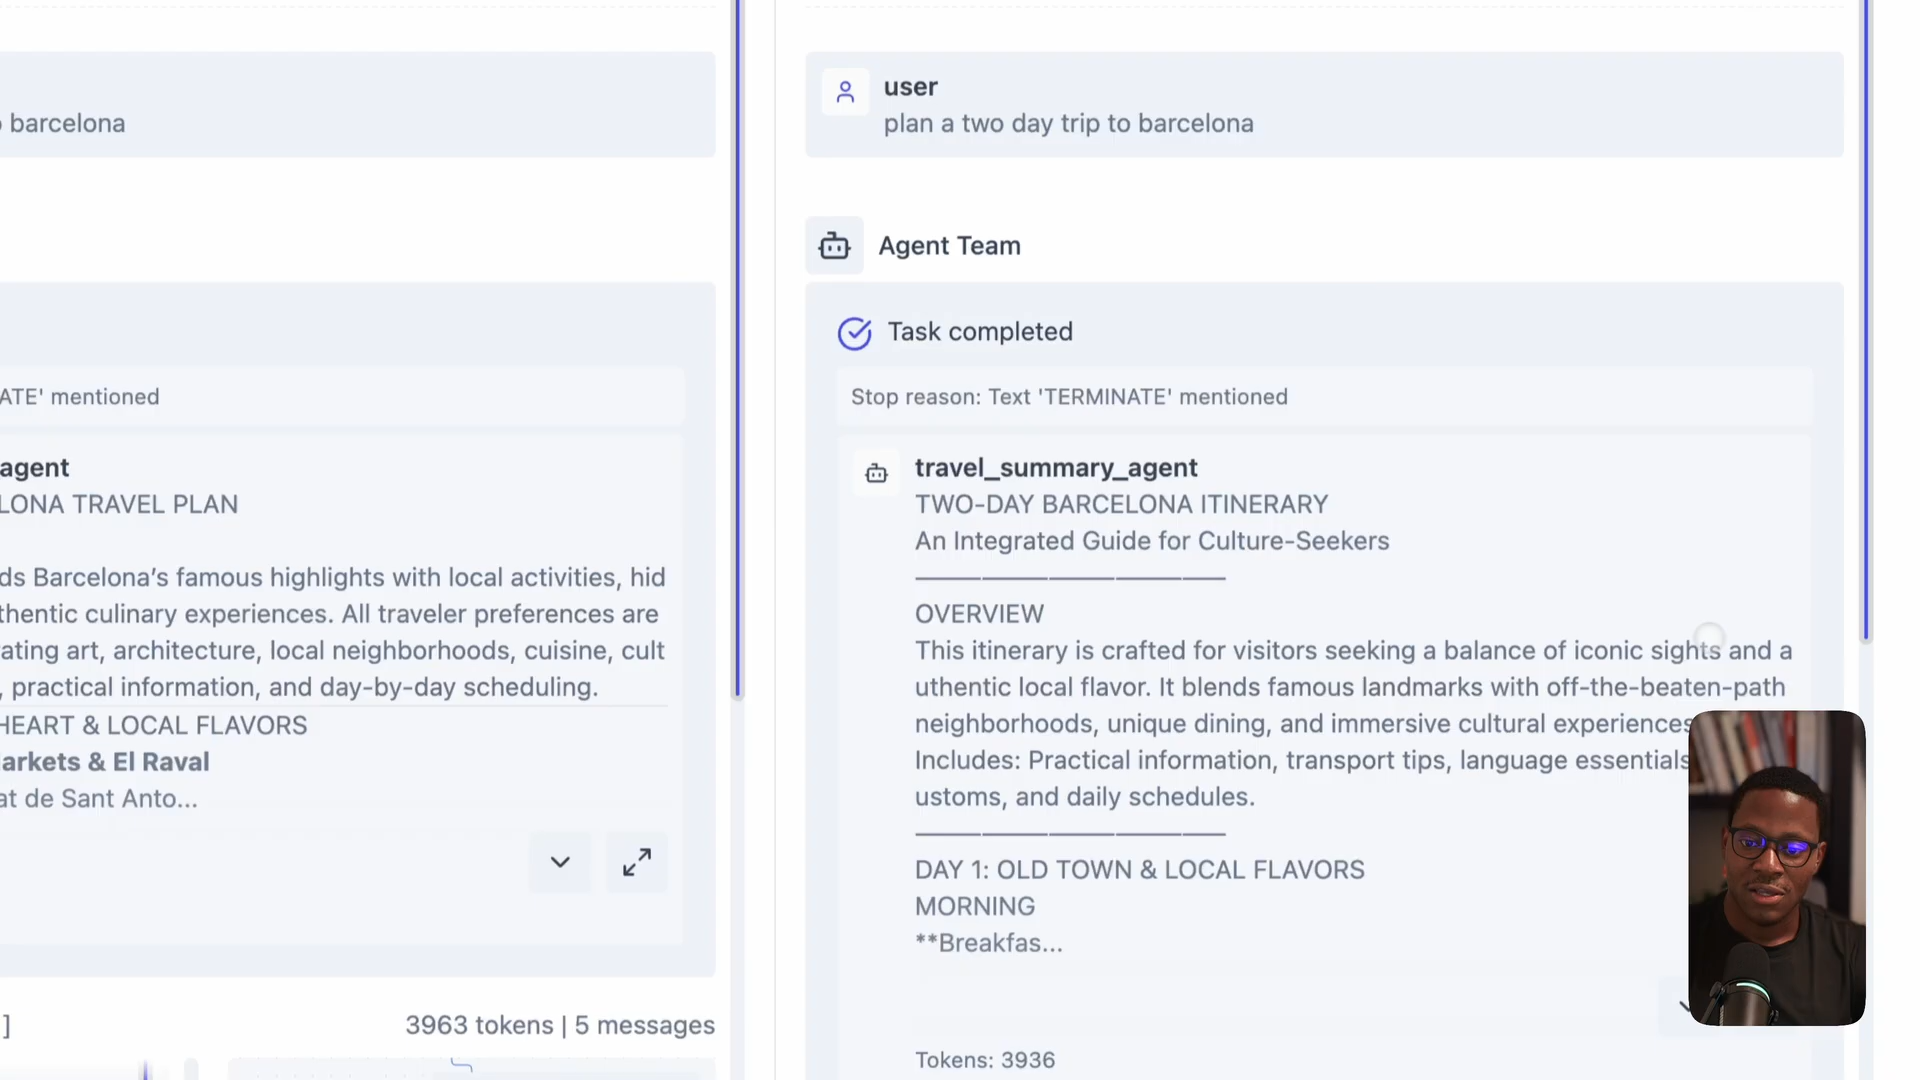 barcelona
ATE' mentioned
agent
LONA TRAVEL PLAN
ds Barcelona's famous highlights with local activities, hid
thentic culinary experiences. All traveler preferences are
ating art, architecture, local neighborhoods, cuisine, cult
, practical information, and day-by-day scheduling.
HEART & LOCAL FLAVORS
arkets & El Raval
at de Sant Anto...
]
3963 tokens | 5 messages
user
plan a two day trip to barcelona
Agent Team
Task completed
Stop reason: Text 'TERMINATE' mentioned
travel_summary_agent
TWO-DAY BARCELONA ITINERARY
An Integrated Guide for Culture-Seekers
OVERVIEW
This itinerary is crafted for visitors seeking a balance of iconic sights and a
uthentic local flavor. It blends famous landmarks with off-the-beaten-path
neighborhoods, unique dining, and immersive cultural experiences
Includes: Practical information, transport tips, language essentials
ustoms, and daily schedules.
DAY 1: OLD TOWN & LOCAL FLAVORS
MORNING
**Breakfas...
Tokens: 3936